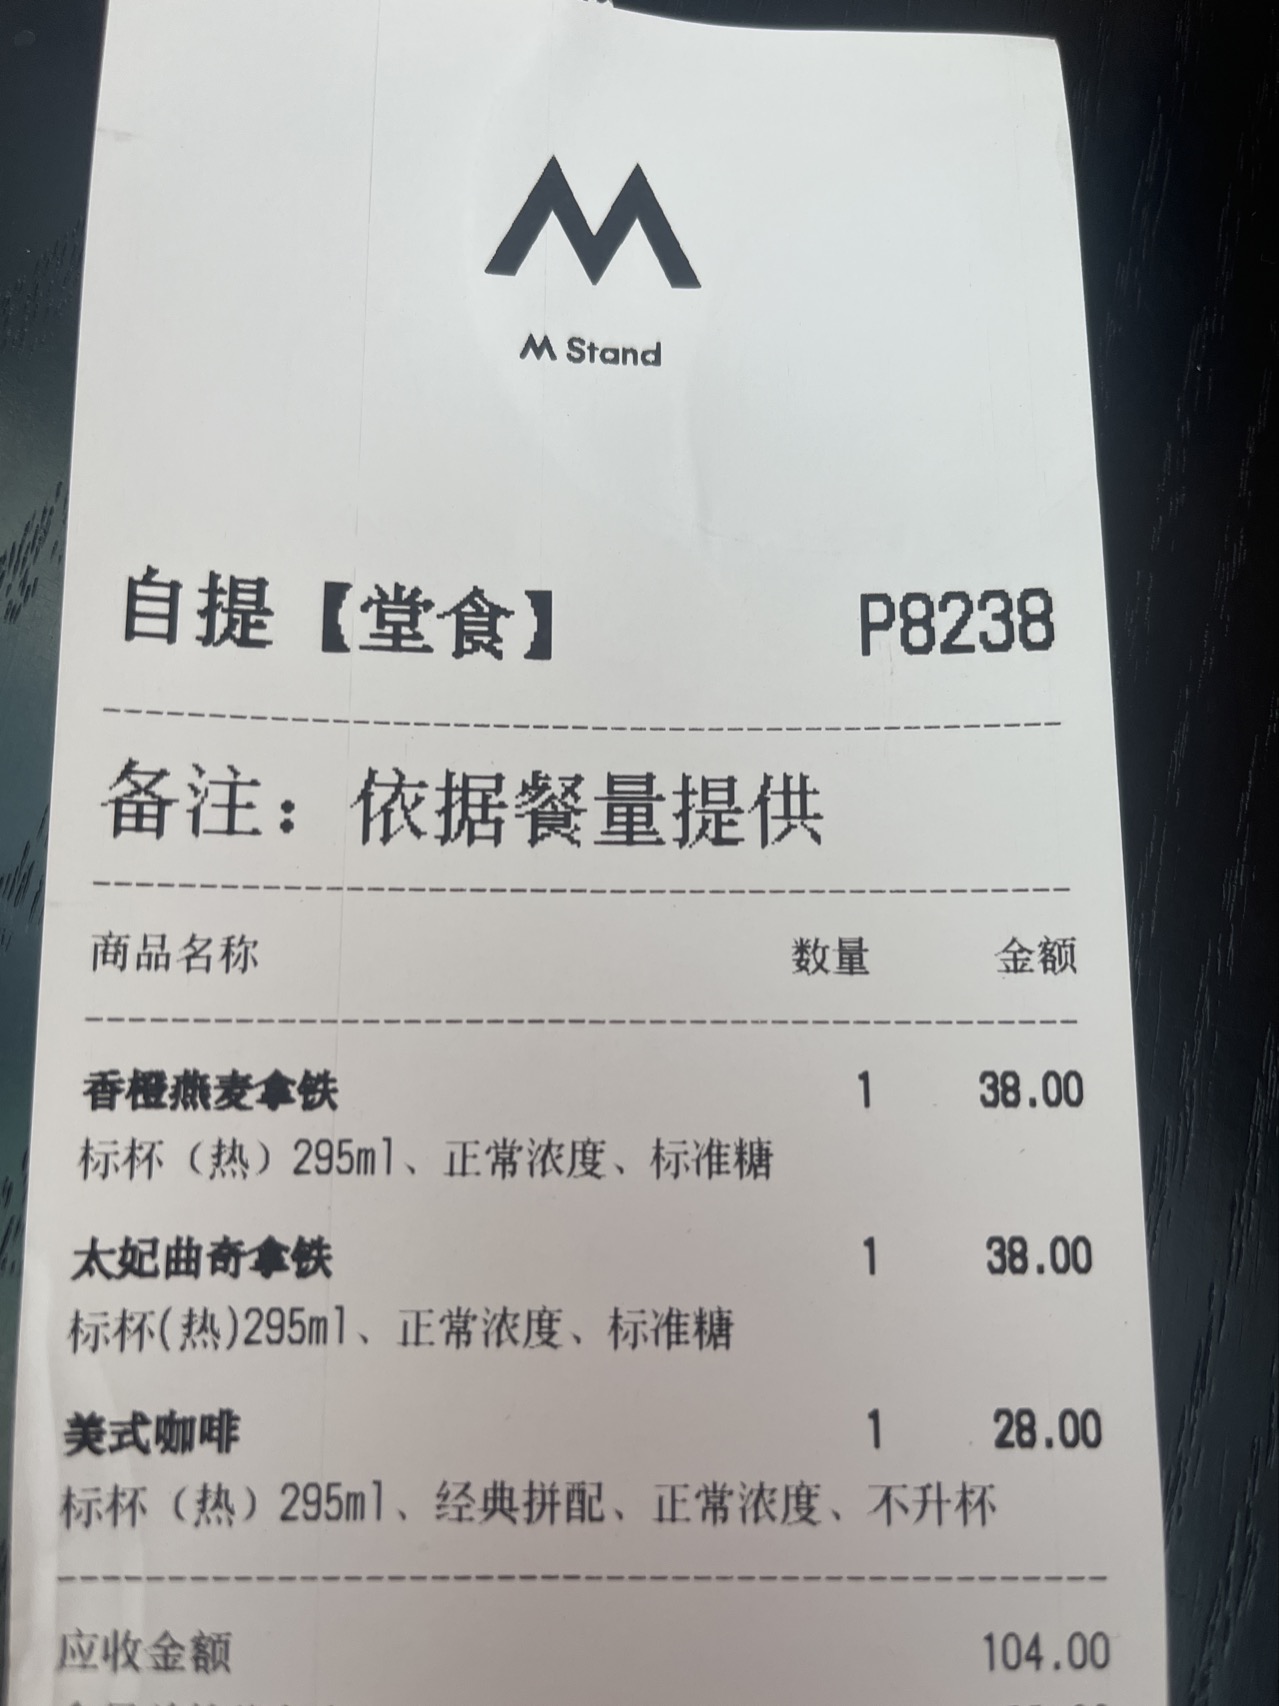 M Stand
自提【堂食】 P8238
备注：依据餐量提供
商品名称 数量 金额
香橙燕麦拿铁 1 38.00
标杯（热）295ml、正常浓度、标准糖
太妃曲奇拿铁 1 38.00
标杯(热)295ml、正常浓度、标准糖
美式咖啡 1 28.00
标杯（热）295ml、经典拼配、正常浓度、不升杯
应收金额 104.00